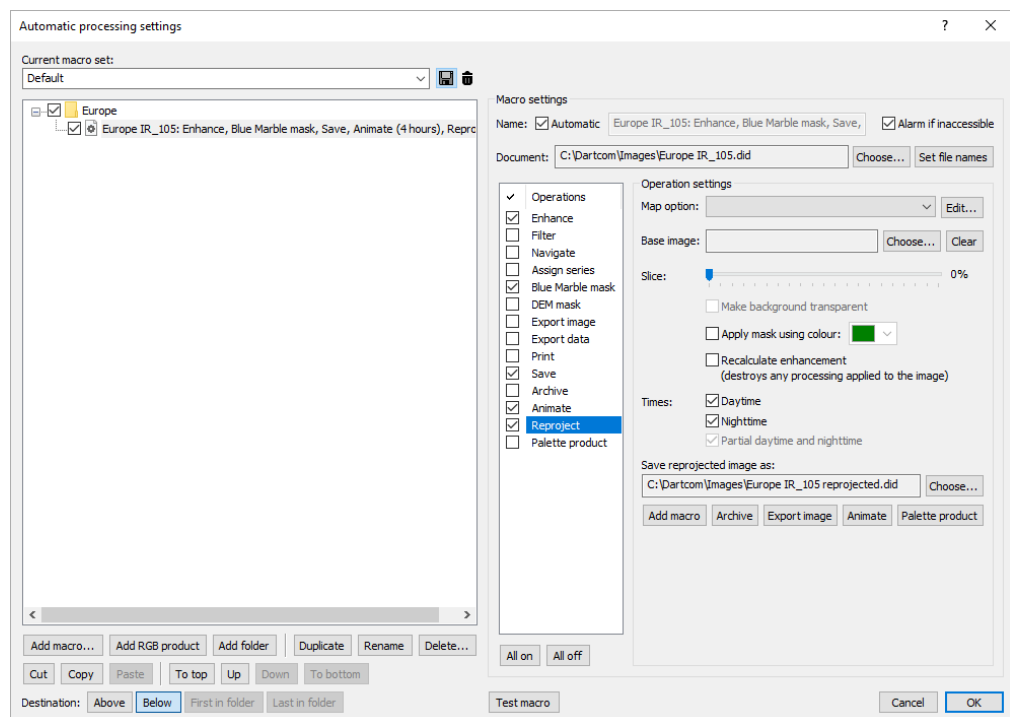 Automatic processing settings
?
Current macro set:
Default
Europe
Europe IR_105: Enhance, Blue Marble mask, Save, Animate (4 hours), Repro
Add macro... Add RGB product Add folder Duplicate Rename Delete...
Cut Copy Paste To top Up Down To bottom
Destination: Above Below First in folder Last in folder
Macro settings
Name: Automatic Europe IR_105: Enhance, Blue Marble mask, Save, Alarm if inaccessible
Document: C:\Dartcom\Images\Europe IR_105.did Choose... Set file names
Operations
Enhance
Filter
Navigate
Assign series
Blue Marble mask
DEM mask
Export image
Export data
Print
Save
Archive
Animate
Reproject
Palette product
All on All off
Operation settings
Map option: Edit...
Base image: Choose... Clear
Slice: 0%
Make background transparent
Apply mask using colour:
Recalculate enhancement
(destroys any processing applied to the image)
Times: Daytime
Nighttime
Partial daytime and nighttime
Save reprojected image as:
C:\Dartcom\Images\Europe IR_105 reprojected.did Choose...
Add macro Archive Export image Animate Palette product
Test macro Cancel OK